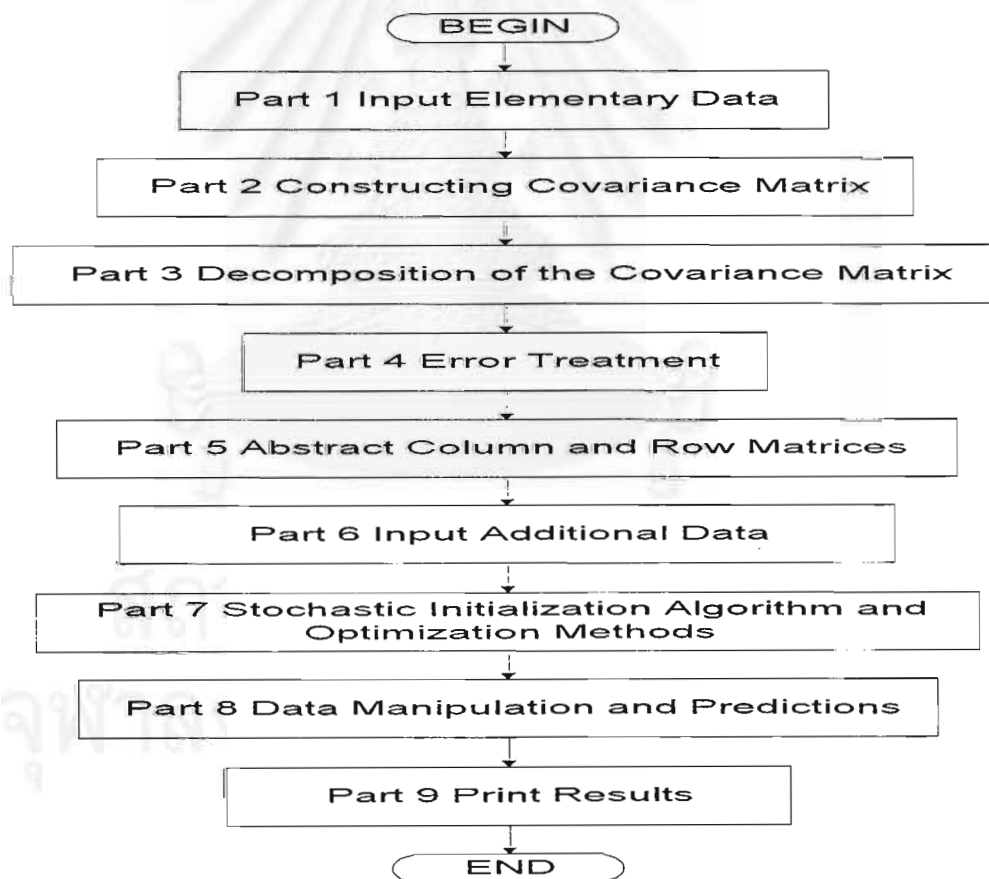 BEGIN
Part 1 Input Elementary Data
Part 2 Constructing Covariance Matrix
Part 3 Decomposition of the Covariance Matrix
Part 4 Error Treatment
Part 5 Abstract Column and Row Matrices
Part 6 Input Additional Data
Part 7 Stochastic Initialization Algorithm and
Optimization Methods
Part 8 Data Manipulation and Predictions
Part 9 Print Results
END